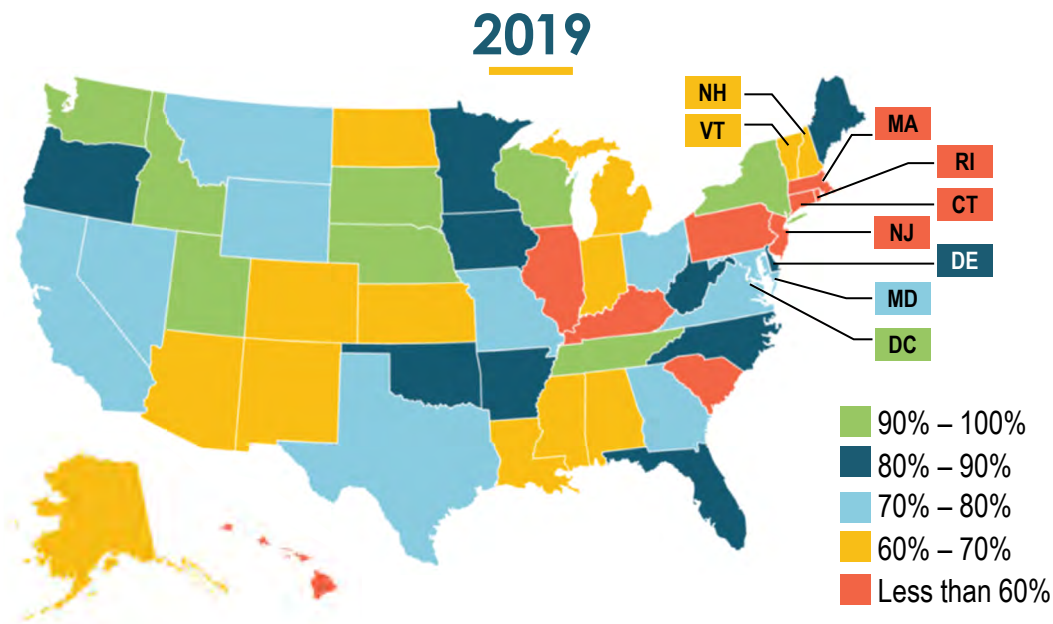 2019
NH
VT
MA
RI
CT
NJ
DE
MD
DC
90% – 100%
80% – 90%
70% – 80%
60% – 70%
Less than 60%